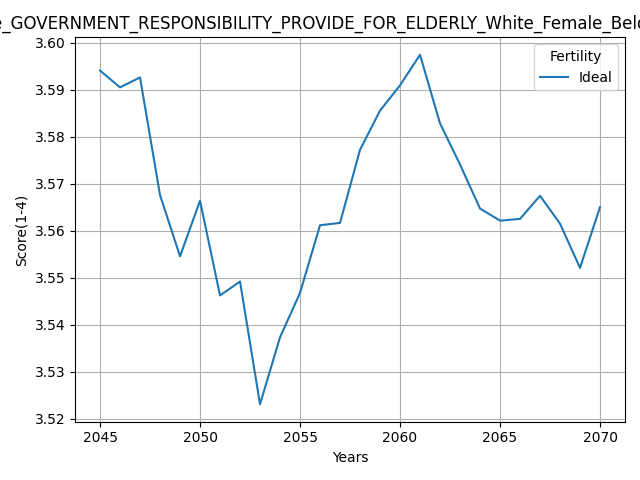 _GOVERNMENT_RESPONSIBILITY_PROVIDE_FOR_ELDERLY_White_Female_
Fertility
Ideal
3.60
3.59
3.58
3.57
3.56
3.55
3.54
3.53
3.52
Score(1-4)
2045 2050 2055 2060 2065 2070
Years